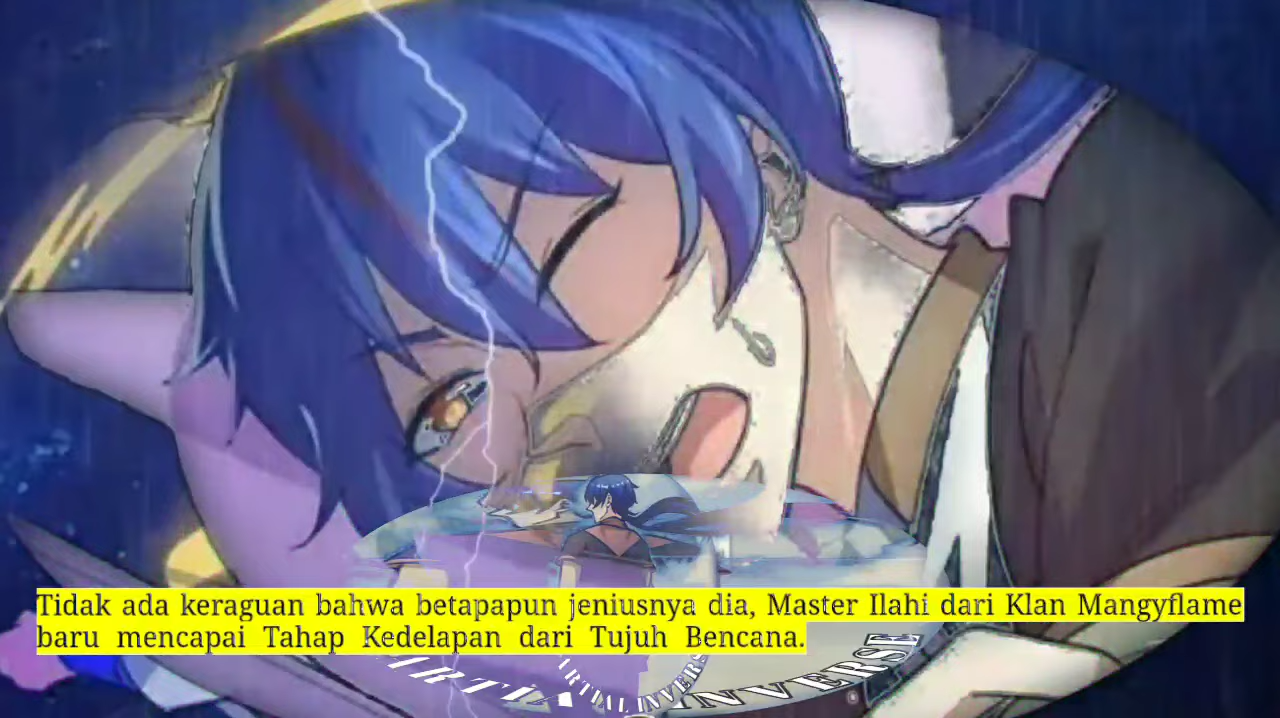 Tidak ada keraguan bahwa betapapun jeniusnya dia, Master Ilahi dari Klan Mangyflame
baru mencapai Tahap Kedelapan dari Tujuh Bencana.
INVERSE